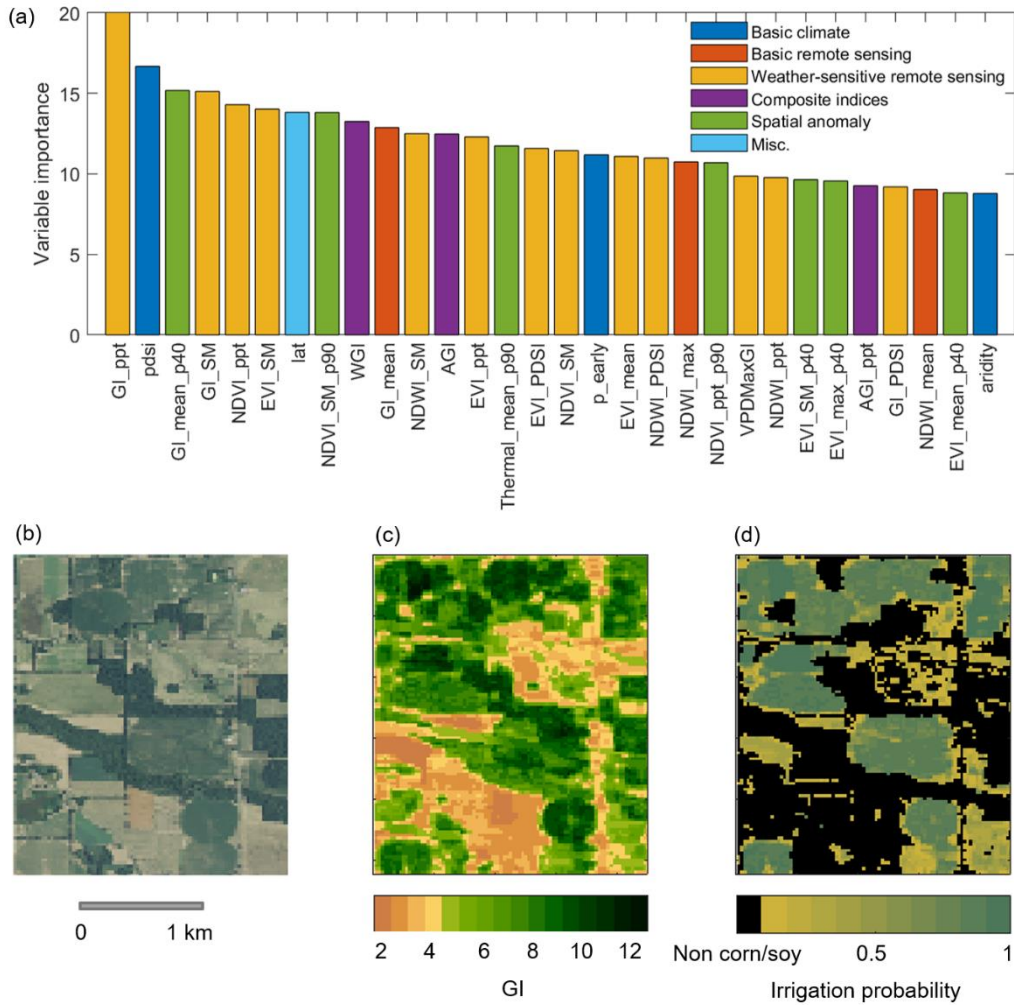 (a)
20
15
10
5
0
Variable importance
Basic climate
Basic remote sensing
Weather-sensitive remote sensing
Composite indices
Spatial anomaly
Misc.
GI_ppt
pdsi
GI_mean_p40
GI_SM
NDVI_ppt
EVI_SM
lat
NDVI_SM_p90
WGI
GI_mean
NDWI_SM
AGI
EVI_ppt
Thermal_mean_p90
EVI_PDSI
NDVI_SM
p_early
EVI_mean
NDWI_PDSI
NDWI_max
NDVI_ppt_p90
VPDMaxGI
NDWI_ppt
EVI_SM_p40
EVI_max_p40
AGI_ppt
GI_PDSI
NDWI_mean
EVI_mean_p40
aridity
(b)
(c)
(d)
0 1 km
2 4 6 8 10 12
GI
Non corn/soy 0.5 1
Irrigation probability